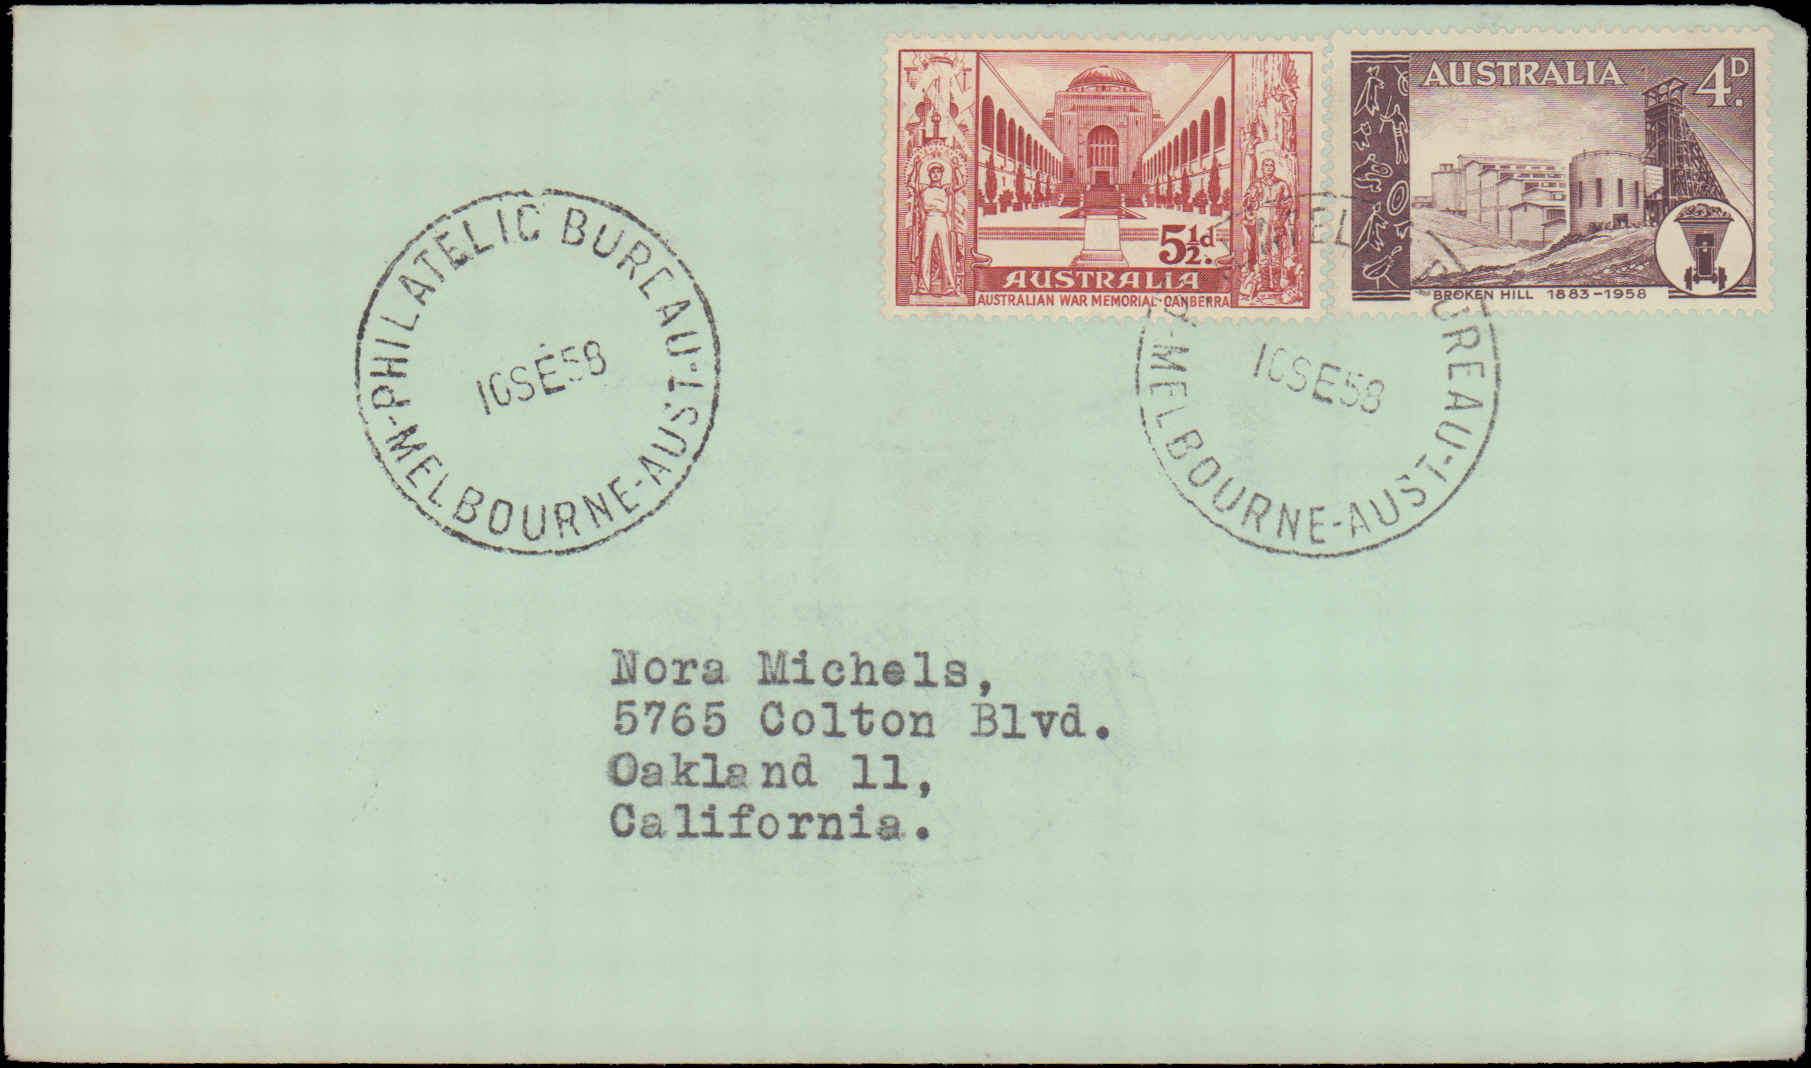 5½d.
AUSTRALIA
AUSTRALIAN WAR MEMORIAL·CANBERRA
AUSTRALIA 4D.
BROKEN HILL 1883-1958
PHILATELIC BUREAU-
10SE58
-MELBOURNE-AUST-
BUREAU-
10SE58
-MELBOURNE-AUST-
Nora Michels,
5765 Colton Blvd.
Oakland 11,
California.